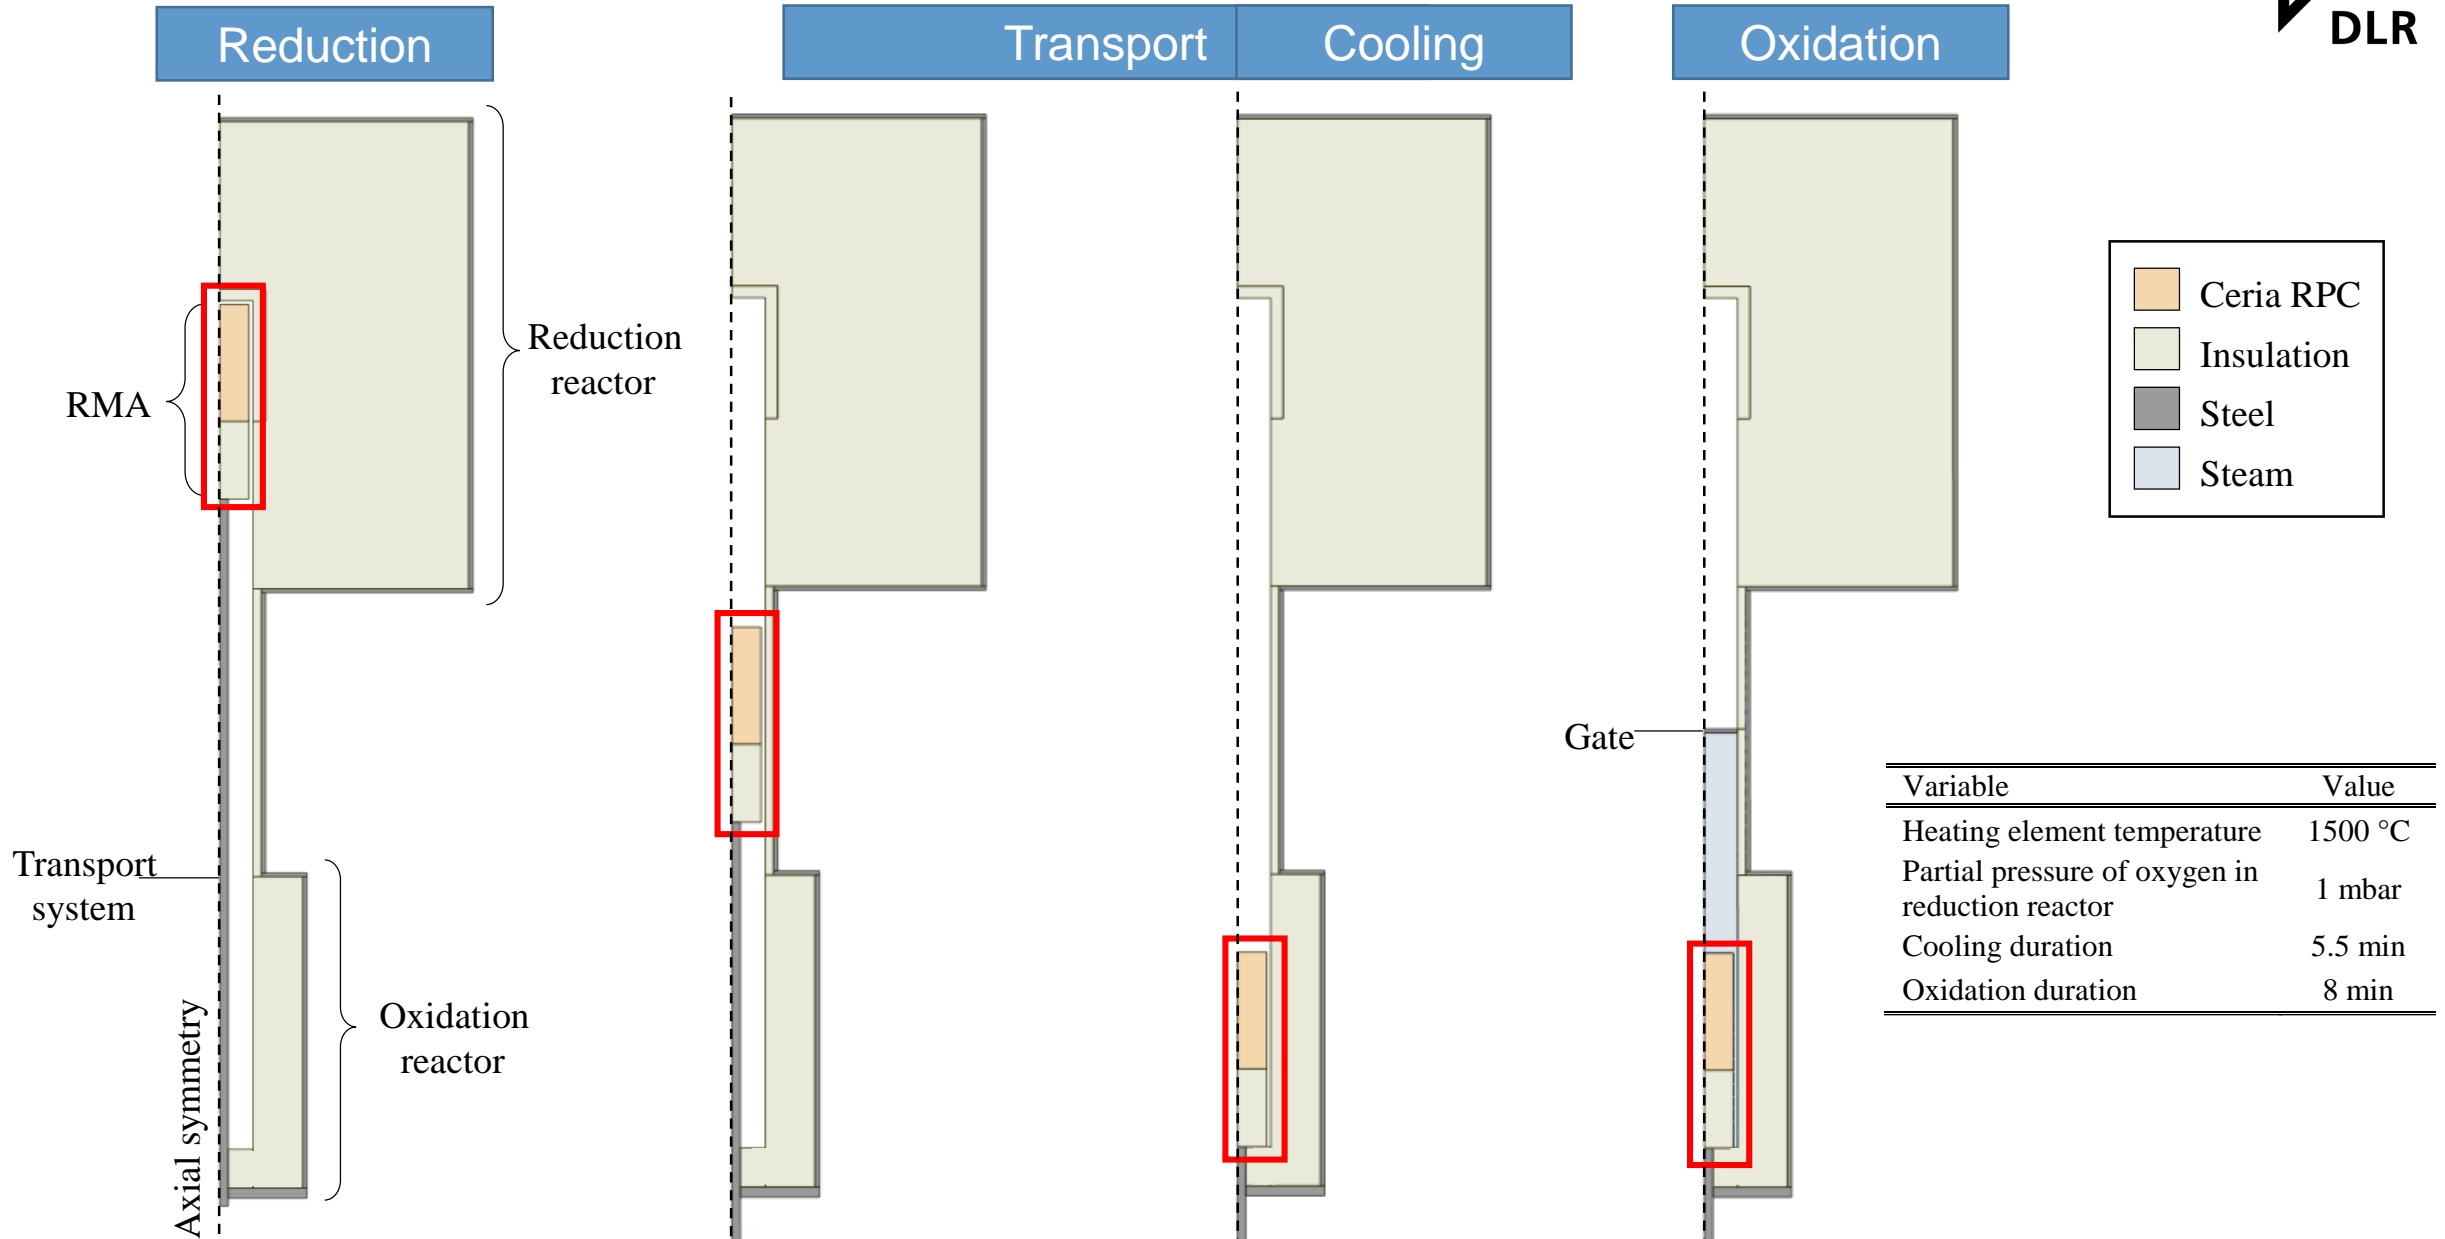 Reduction
Transport
Cooling
Oxidation
DLR
RMA
Reduction
reactor
Transport
system
Axial symmetry
Oxidation
reactor
Gate
Ceria RPC
Insulation
Steel
Steam
Variable Value
Heating element temperature 1500 °C
Partial pressure of oxygen in
reduction reactor 1 mbar
Cooling duration 5.5 min
Oxidation duration 8 min